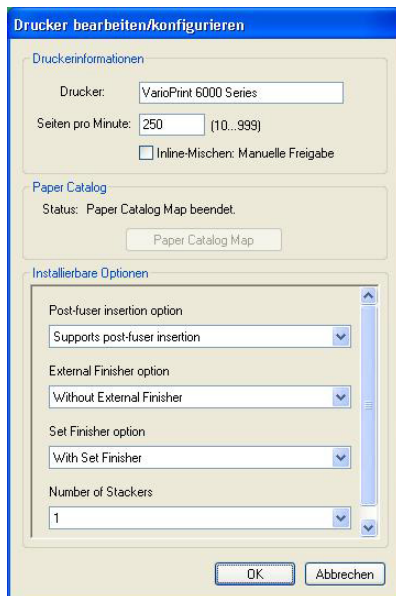 Drucker bearbeiten/konfigurieren
Druckerinformationen
Drucker: VarioPrint 6000 Series
Seiten pro Minute: 250 (10...999)
Inline-Mischen: Manuelle Freigabe
Paper Catalog
Status: Paper Catalog Map beendet.
Paper Catalog Map
Installierbare Optionen
Post-fuser insertion option
Supports post-fuser insertion
External Finisher option
Without External Finisher
Set Finisher option
With Set Finisher
Number of Stackers
1
OK Abbrechen